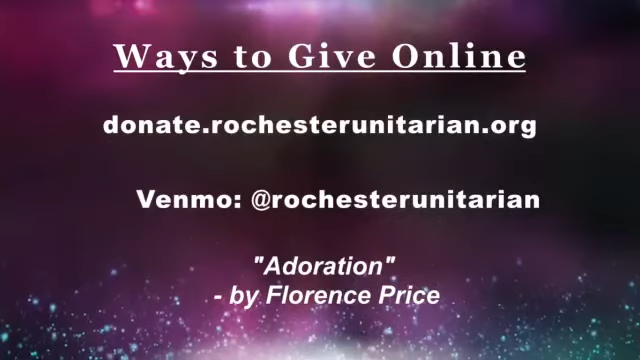 Ways to Give Online
donate.rochesterunitarian.org
Venmo: @rochesterunitarian
"Adoration"
- by Florence Price